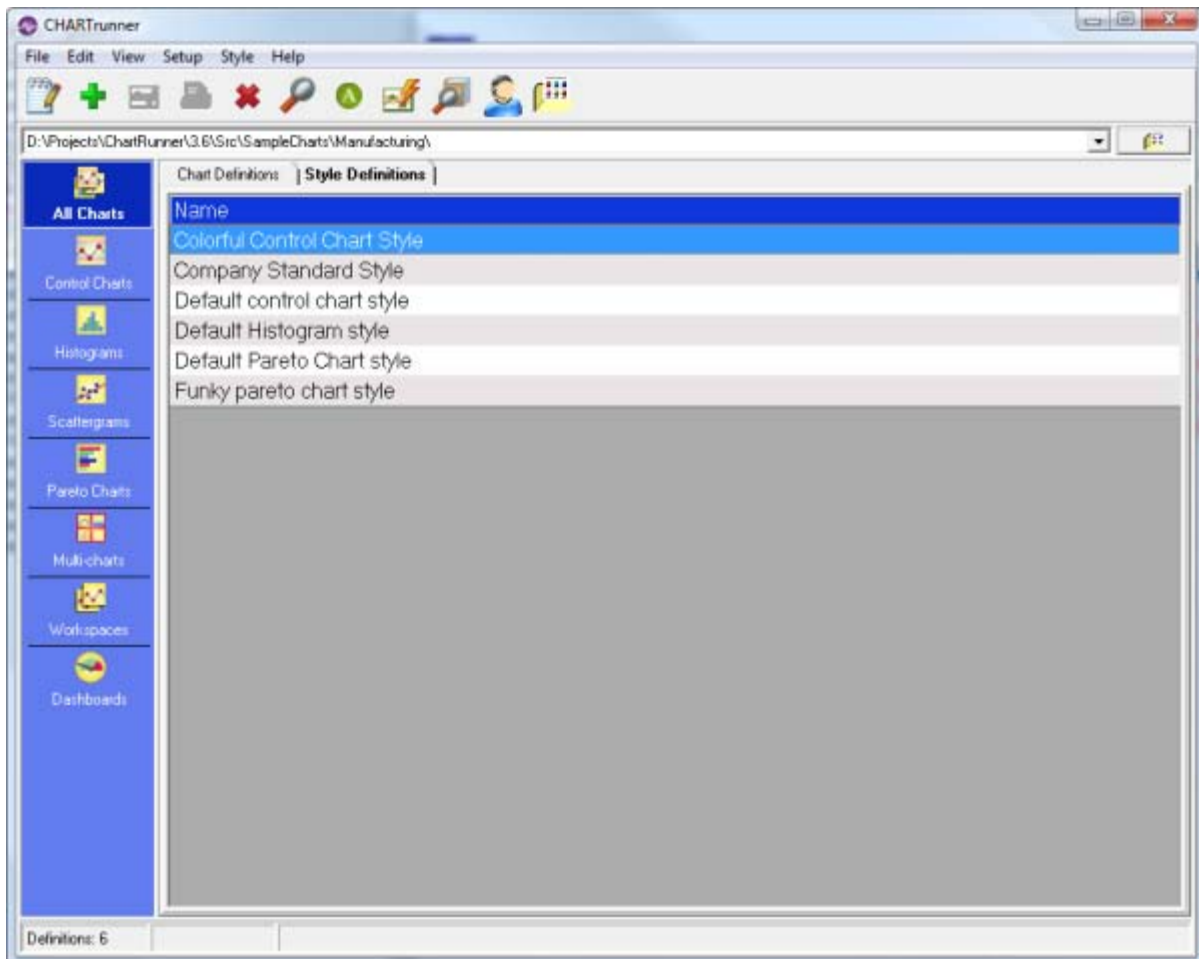 CHARTrunner
File Edit View Setup Style Help
D:\Projects\ChartRunner\3.6\Src\SampleCharts\Manufacturing\
Chart Definitions Style Definitions
All Charts
Control Charts
Histograms
Scattergrams
Pareto Charts
Multi-charts
Workspaces
Dashboards
Name
Colorful Control Chart Style
Company Standard Style
Default control chart style
Default Histogram style
Default Pareto Chart style
Funky pareto chart style
Definitions: 6